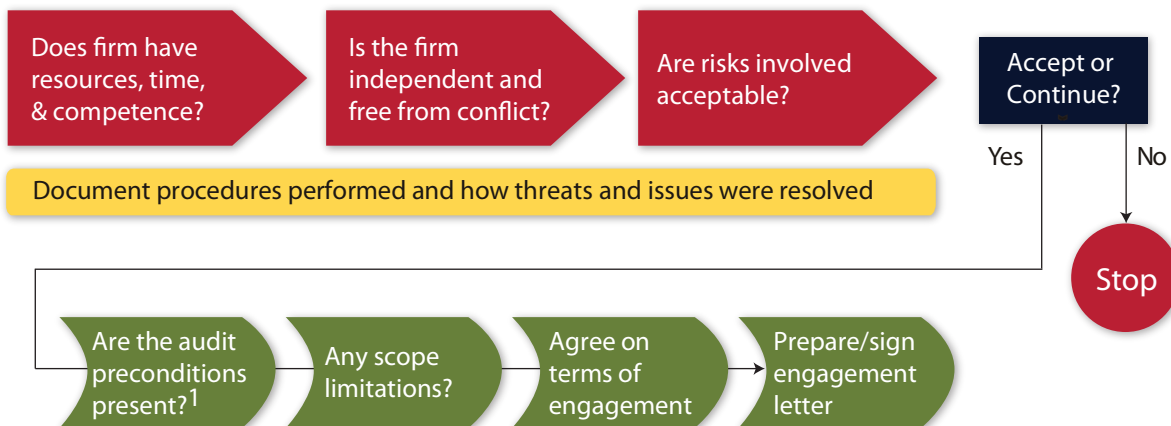 Does firm have
resources, time,
& competence?
Is the firm
independent and
free from conflict?
Are risks involved
acceptable?
Accept or
Continue?
Yes
No
Document procedures performed and how threats and issues were resolved
Stop
Are the audit
preconditions
present?1
Any scope
limitations?
Agree on
terms of
engagement
Prepare/sign
engagement
letter